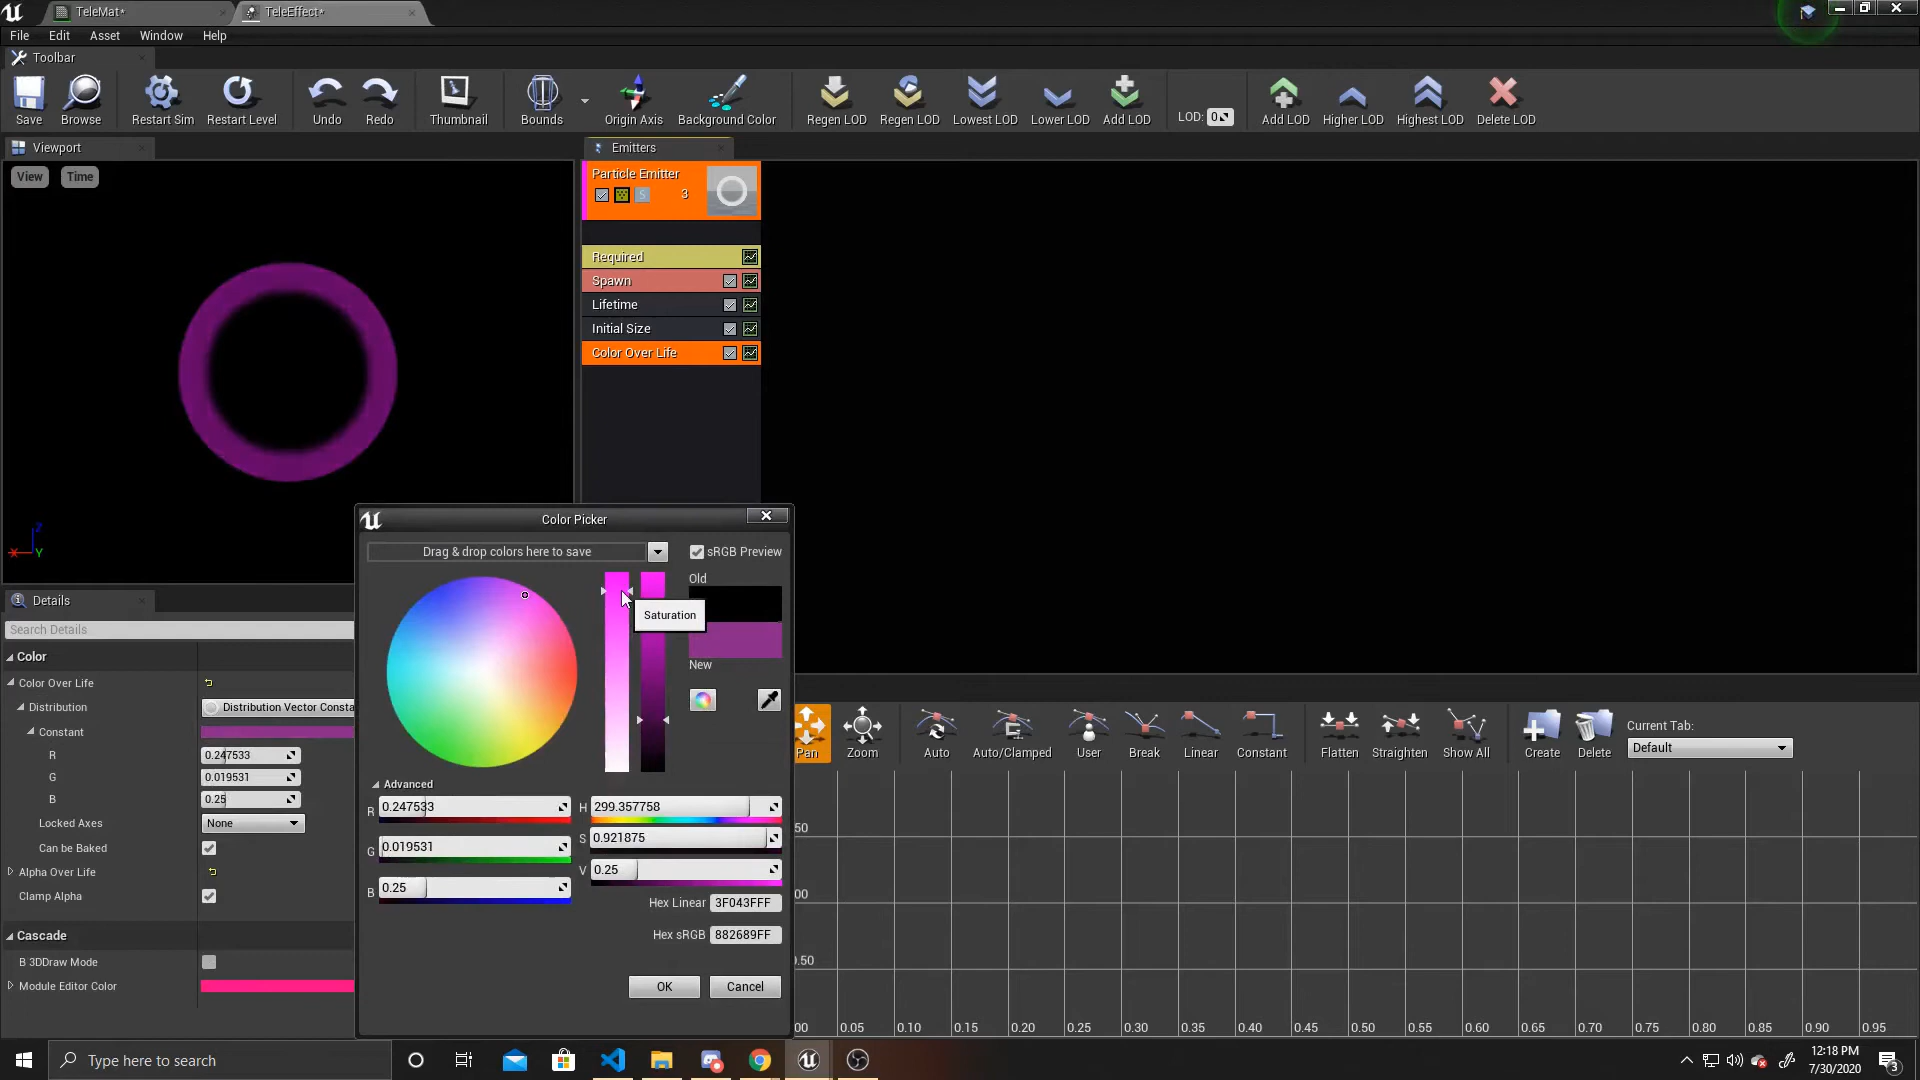 TeleMat*
TeleEffect*
File Edit Asset Window Help
Toolbar
Save Browse Restart Sim Restart Level Undo Redo Thumbnail Bounds Origin Axis Background Color Regen LOD Regen LOD Lowest LOD Lower LOD Add LOD LOD: 0 Add LOD Higher LOD Highest LOD Delete LOD
Viewport
Emitters
View Time
Particle Emitter
S 3
Required
Spawn
Lifetime
Initial Size
Color Over Life
Z
X Y
Color Picker
Drag & drop colors here to save
sRGB Preview
Old
Saturation
New
Advanced
R 0.247533
H 299.357758
G 0.019531
S 0.921875
B 0.25
V 0.25
Hex Linear 3F043FFF
Hex sRGB 882689FF
OK Cancel
Details
Search Details
Color
Color Over Life
Distribution Distribution Vector Consta
Constant
R 0.247533
G 0.019531
B 0.25
Locked Axes None
Can be Baked
Alpha Over Life
Clamp Alpha
Cascade
B 3DDraw Mode
Module Editor Color
Pan Zoom Auto Auto/Clamped User Break Linear Constant Flatten Straighten Show All Create Delete
Current Tab:
Default
50
00
0.50
00 0.05 0.10 0.15 0.20 0.25 0.30 0.35 0.40 0.45 0.50 0.55 0.60 0.65 0.70 0.75 0.80 0.85 0.90 0.95
Type here to search
12:18 PM
7/30/2020
3